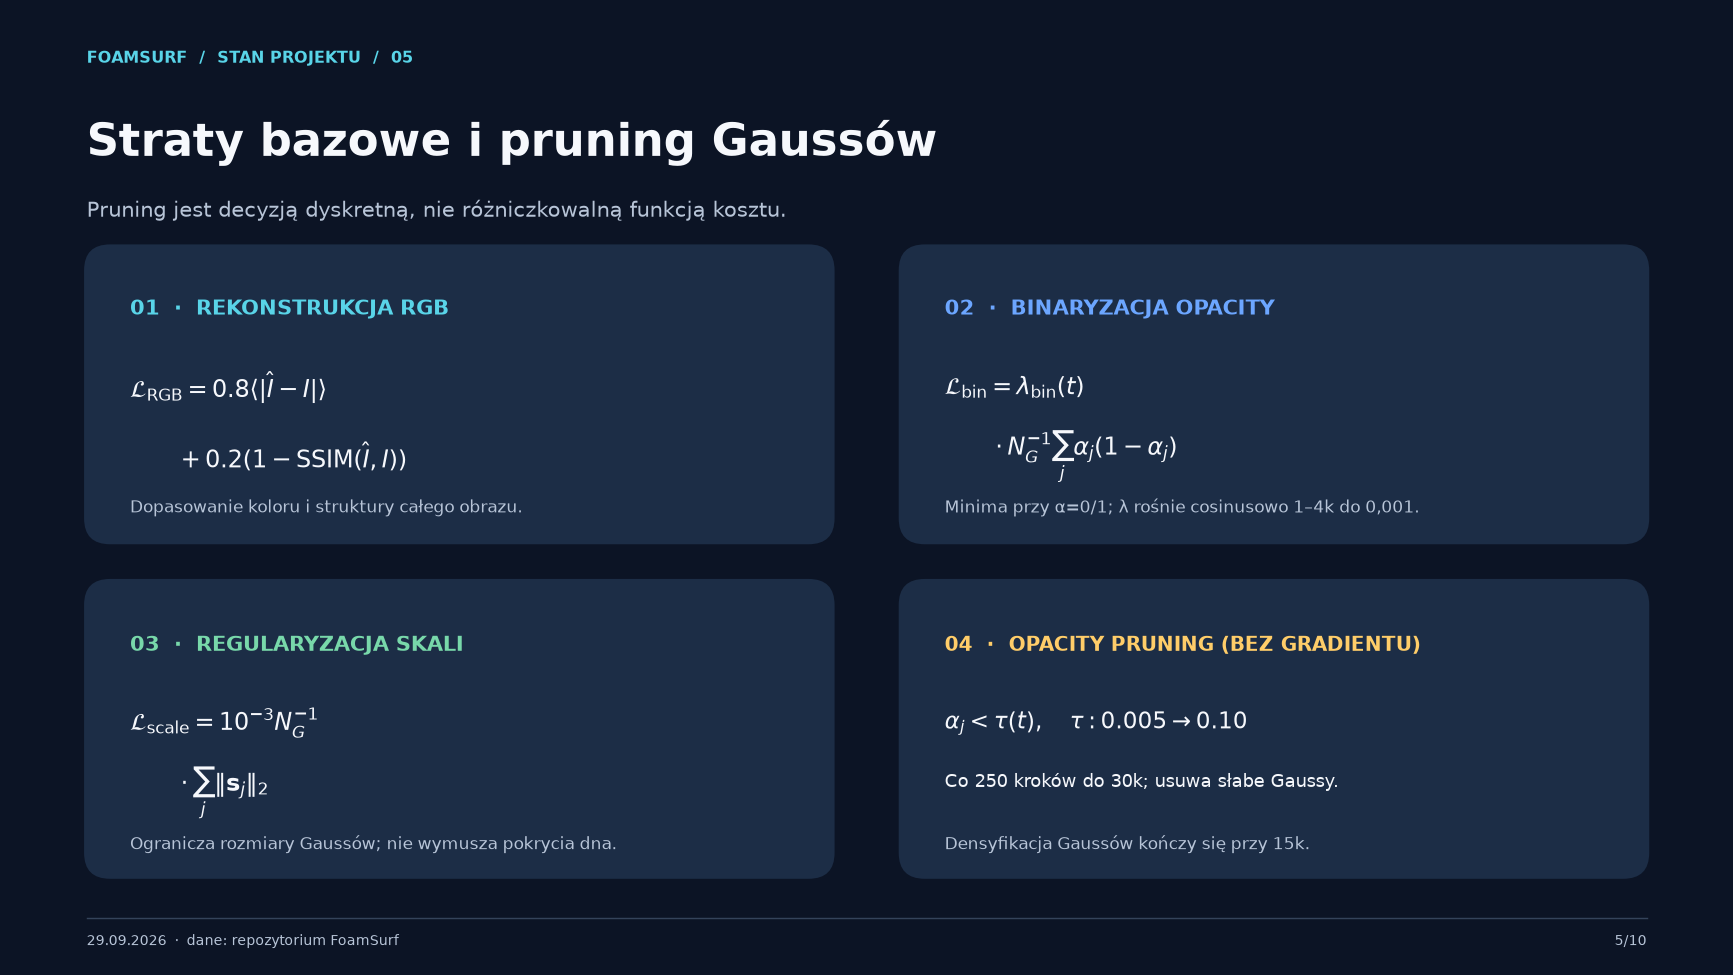 FOAMSURF / STAN PROJEKTU / 05
Straty bazowe i pruning Gaussów
Pruning jest decyzją dyskretną, nie różniczkowalną funkcją kosztu.
01 · REKONSTRUKCJA RGB
ℒ_RGB = 0.8⟨|Î − I|⟩
+ 0.2(1 − SSIM(Î, I))
Dopasowanie koloru i struktury całego obrazu.
02 · BINARYZACJA OPACITY
ℒ_bin = λ_bin(t)
· N_G^−1 ∑_j α_j(1 − α_j)
Minima przy α=0/1; λ rośnie cosinusowo 1–4k do 0,001.
03 · REGULARYZACJA SKALI
ℒ_scale = 10^−3 N_G^−1
· ∑_j ‖s_j‖_2
Ogranicza rozmiary Gaussów; nie wymusza pokrycia dna.
04 · OPACITY PRUNING (BEZ GRADIENTU)
α_j < τ(t), τ : 0.005 → 0.10
Co 250 kroków do 30k; usuwa słabe Gaussy.
Densyfikacja Gaussów kończy się przy 15k.
29.09.2026 · dane: repozytorium FoamSurf
5/10